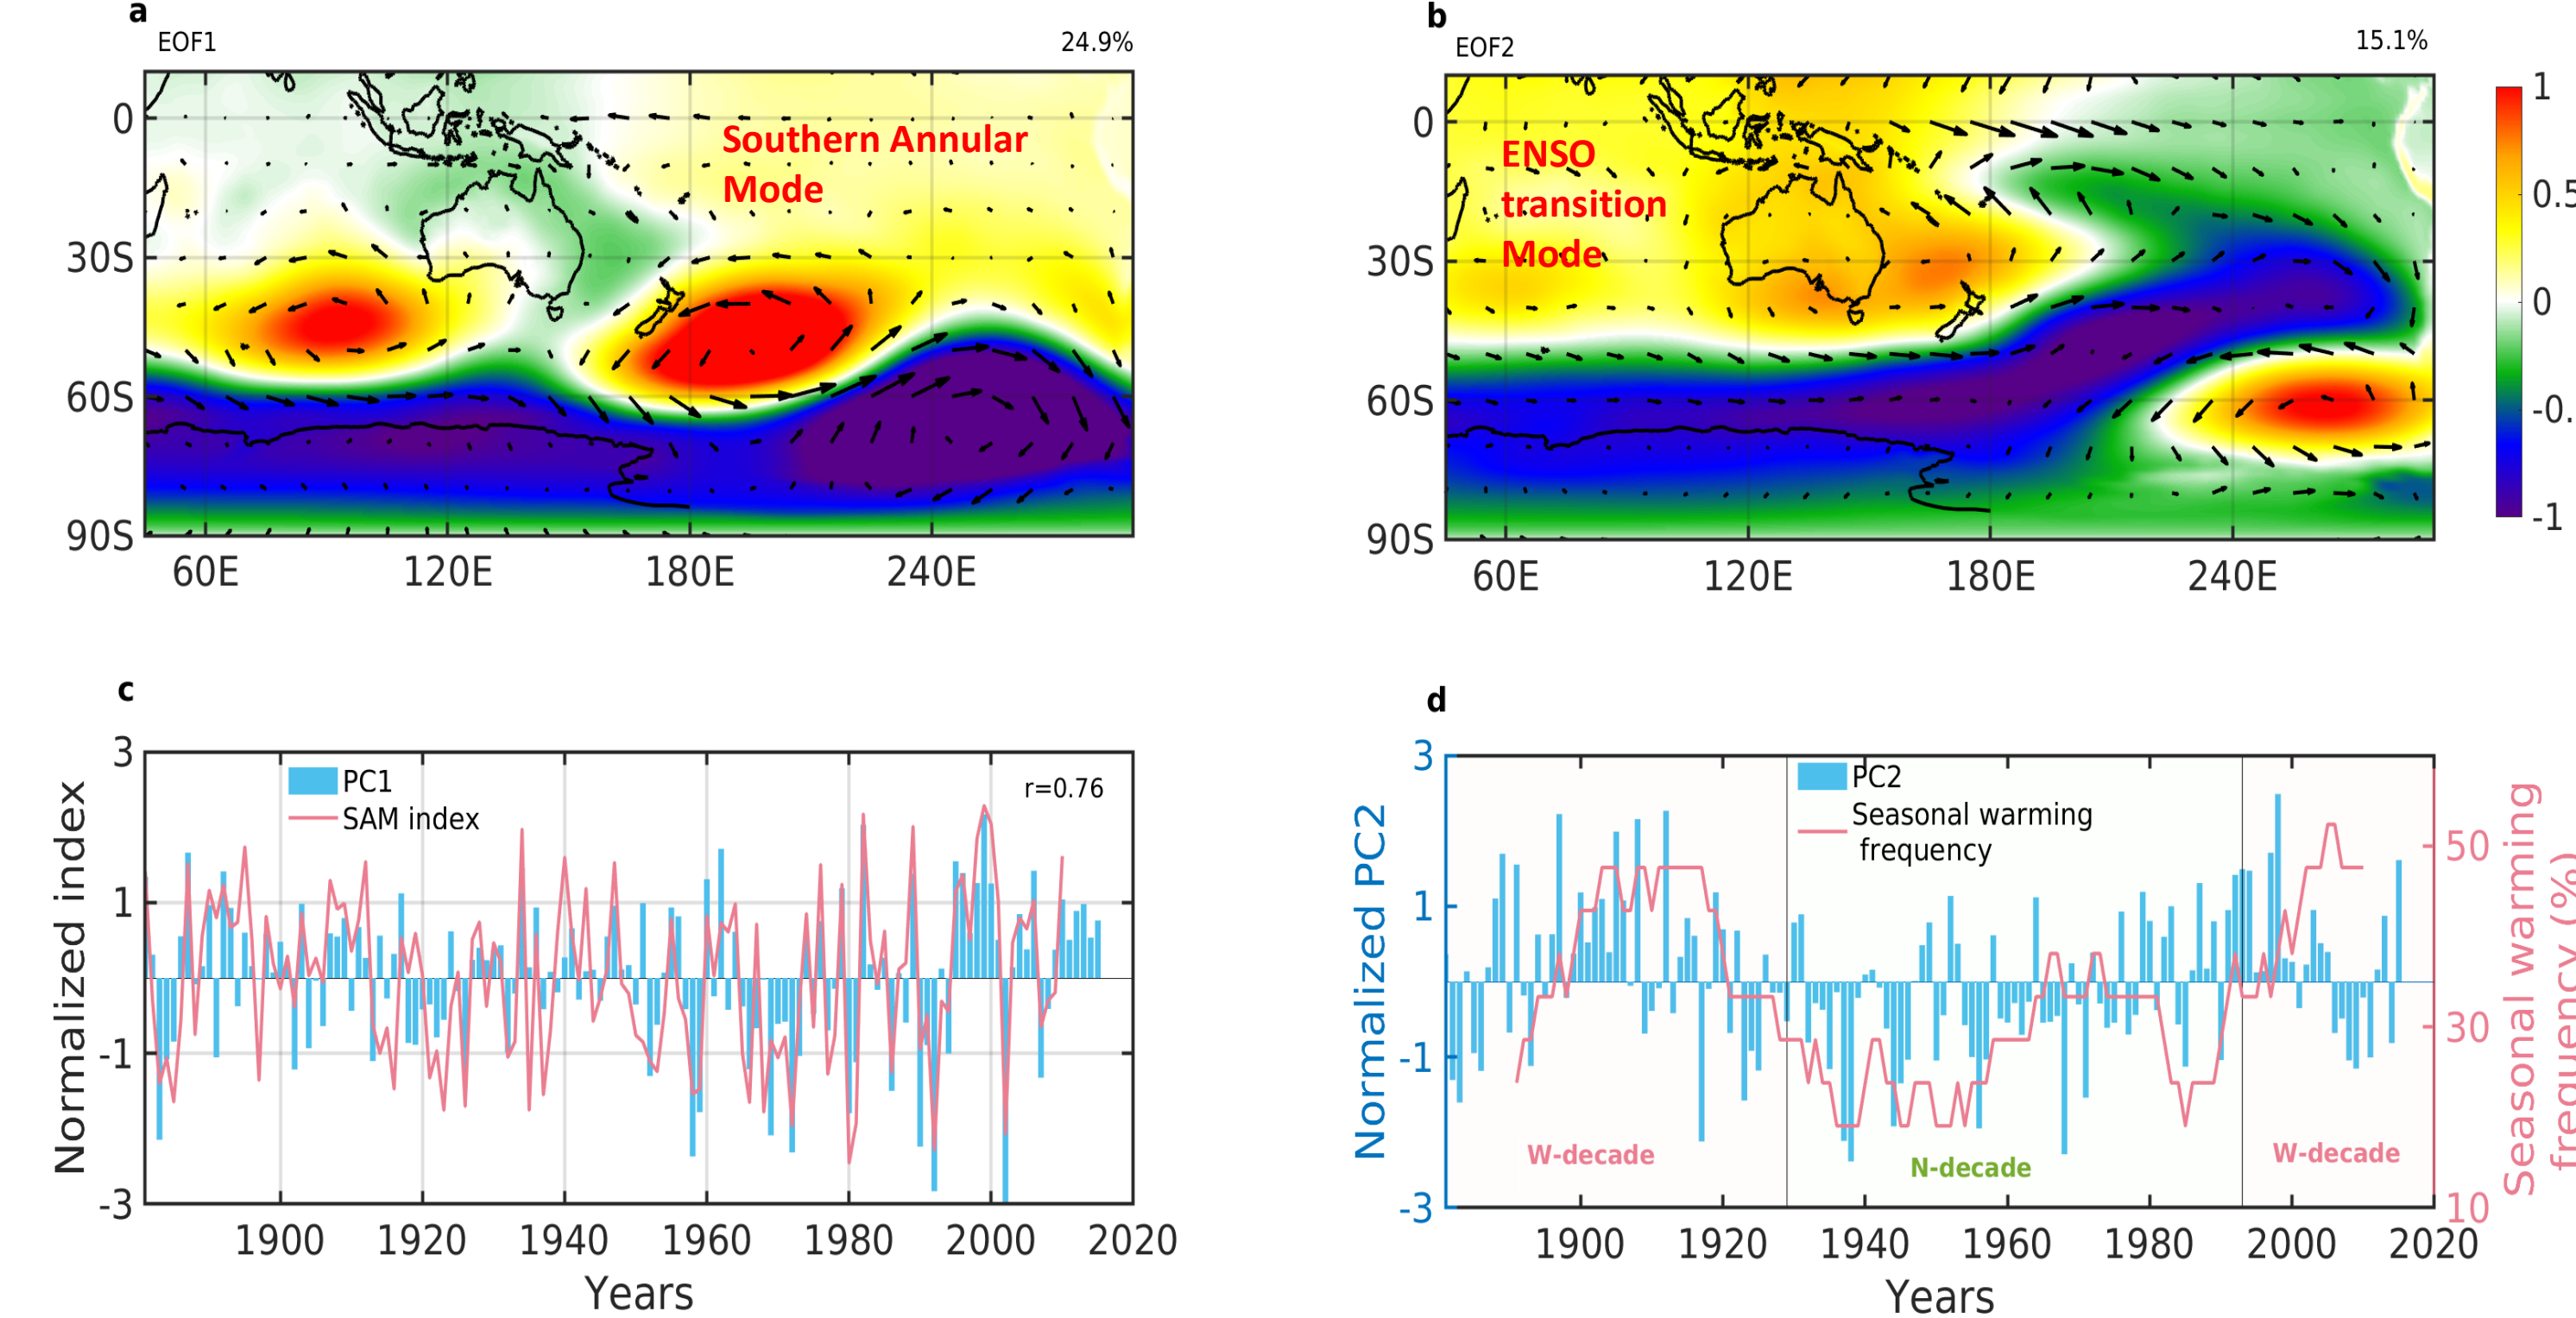 a
EOF1
24.9%
Southern Annular
Mode
0
30S
60S
90S
60E
120E
180E
240E
b
EOF2
15.1%
ENSO
transition
Mode
0
30S
60S
90S
60E
120E
180E
240E
1
0.5
0
-0.
-1
c
Normalized index
3
1
-1
-3
PC1
SAM index
r=0.76
1900
1920
1940
1960
1980
2000
2020
Years
d
Normalized PC2
3
1
-1
-3
PC2
Seasonal warming
frequency
W-decade
N-decade
W-decade
50
30
10
Seasonal warming
frequency (%)
1900
1920
1940
1960
1980
2000
2020
Years